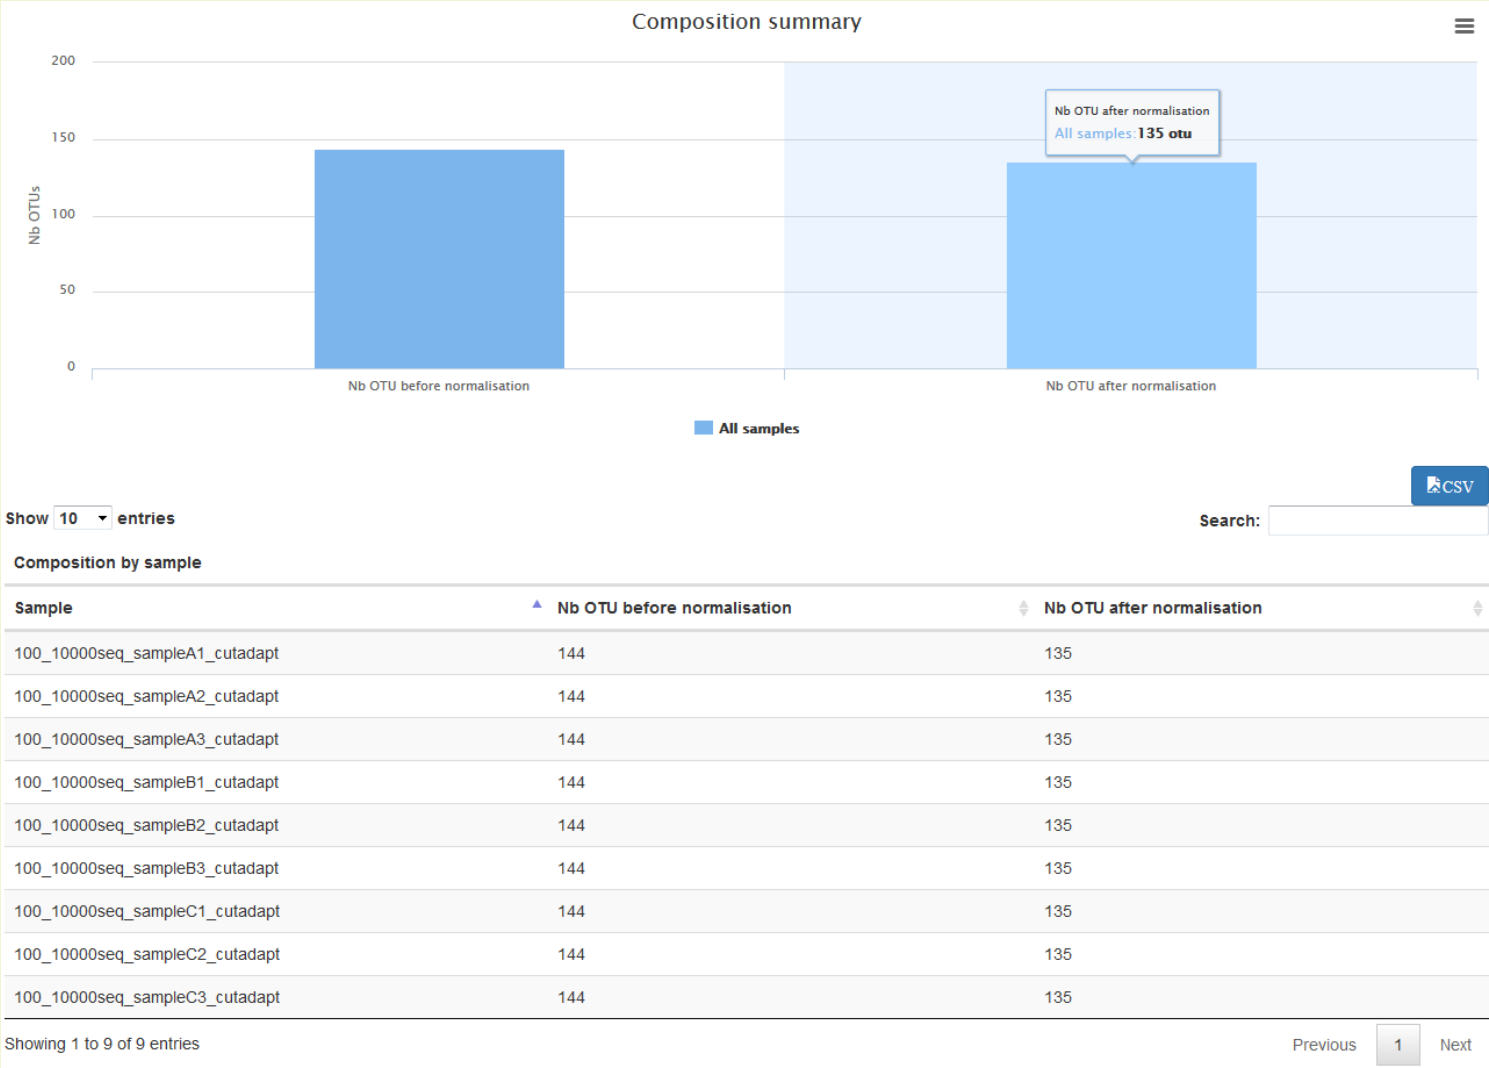 Composition summary
200
150
100
50
0
Nb OTUs
Nb OTU after normalisation
All samples:135 otu
Nb OTU before normalisation
Nb OTU after normalisation
All samples
CSV
Show 10 entries
Search:
Composition by sample
Sample Nb OTU before normalisation Nb OTU after normalisation
100_10000seq_sampleA1_cutadapt 144 135
100_10000seq_sampleA2_cutadapt 144 135
100_10000seq_sampleA3_cutadapt 144 135
100_10000seq_sampleB1_cutadapt 144 135
100_10000seq_sampleB2_cutadapt 144 135
100_10000seq_sampleB3_cutadapt 144 135
100_10000seq_sampleC1_cutadapt 144 135
100_10000seq_sampleC2_cutadapt 144 135
100_10000seq_sampleC3_cutadapt 144 135
Showing 1 to 9 of 9 entries
Previous 1 Next